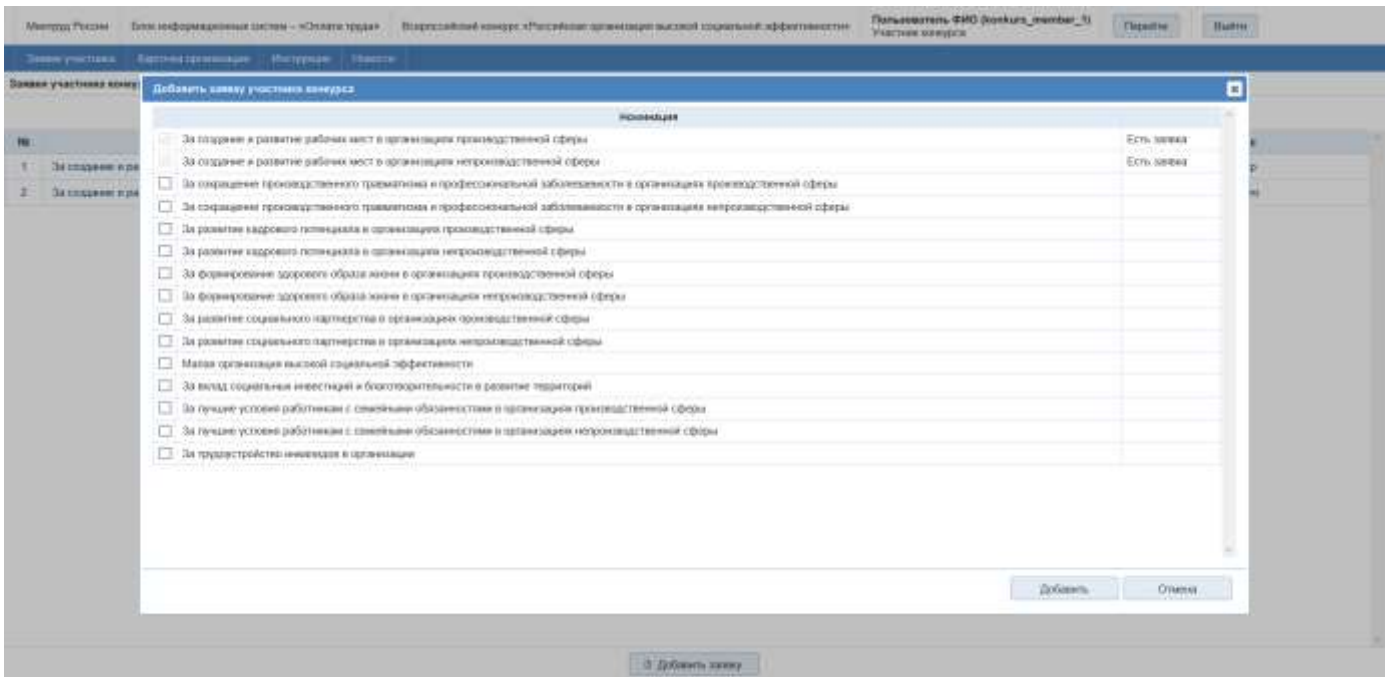 Минтруд России Блок информационных систем – «Оплата труда» Всероссийский конкурс «Российская организация высокой социальной эффективности» Пользователь ФИО (konkurs_member_1) Перейти Выйти
Участник конкурса
Заявки участника Карточка организации Инструкции Новости
Заявки участника конку
Добавить заявку участника конкурса
Номинация
За создание и развитие рабочих мест в организациях производственной сферы Есть заявка
№
За создание и развитие рабочих мест в организациях непроизводственной сферы Есть заявка
1 За создание и ра
За сокращение производственного травматизма и профессиональной заболеваемости в организациях производственной сферы
2 За создание и ра
За сокращение производственного травматизма и профессиональной заболеваемости в организациях непроизводственной сферы
За развитие кадрового потенциала в организациях производственной сферы
За развитие кадрового потенциала в организациях непроизводственной сферы
За формирование здорового образа жизни в организациях производственной сферы
За формирование здорового образа жизни в организациях непроизводственной сферы
За развитие социального партнерства в организациях производственной сферы
За развитие социального партнерства в организациях непроизводственной сферы
Малая организация высокой социальной эффективности
За вклад социальных инвестиций и благотворительности в развитие территорий
За лучшие условия работникам с семейными обязанностями в организациях производственной сферы
За лучшие условия работникам с семейными обязанностями в организациях непроизводственной сферы
За трудоустройство инвалидов в организации
Добавить Отмена
Добавить заявку